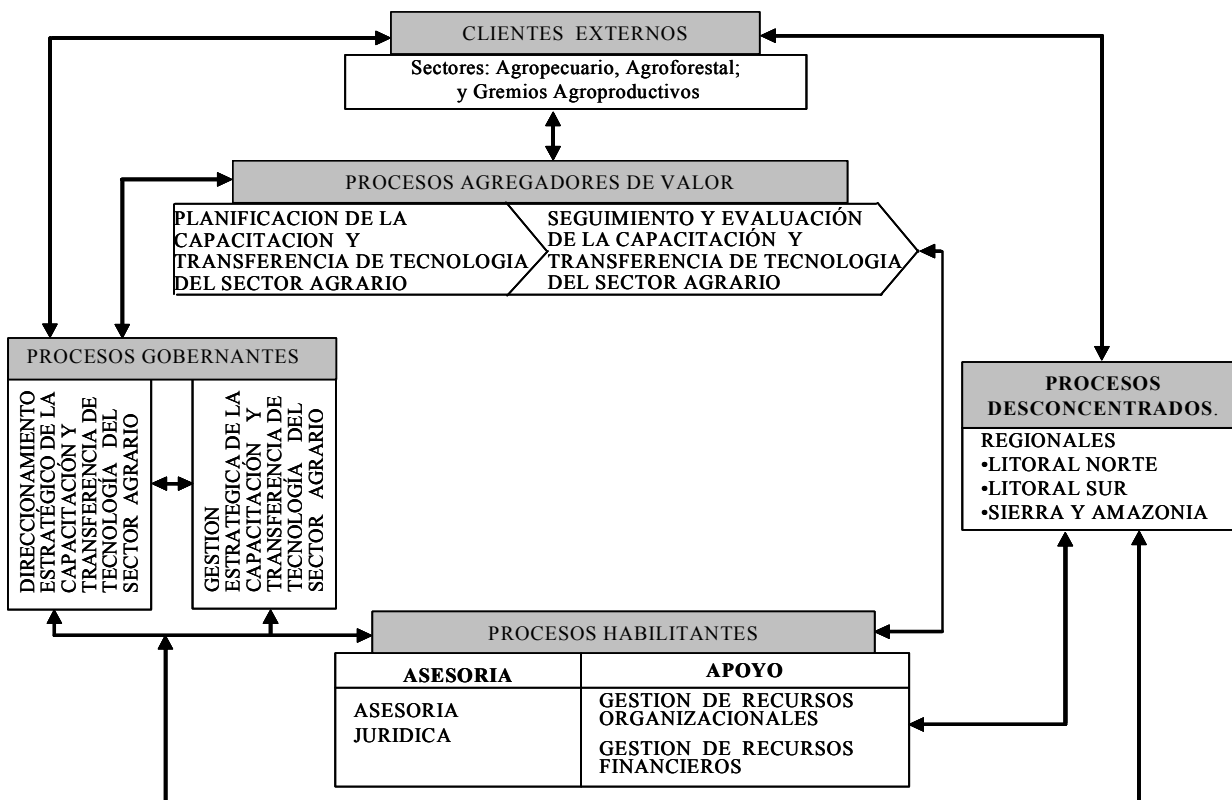 CLIENTES EXTERNOS
Sectores: Agropecuario, Agroforestal;
y Gremios Agroproductivos
PROCESOS AGREGADORES DE VALOR
PLANIFICACION DE LA
CAPACITACION Y
TRANSFERENCIA DE TECNOLOGIA
DEL SECTOR AGRARIO
SEGUIMIENTO Y EVALUACIÓN
DE LA CAPACITACIÓN Y
TRANSFERENCIA DE TECNOLOGIA
DEL SECTOR AGRARIO
PROCESOS GOBERNANTES
DIRECCIONAMIENTO
ESTRATÉGICO DE LA
CAPACITACIÓN Y
TRANSFERENCIA DE
TECNOLOGÍA DEL
SECTOR AGRARIO
GESTION
ESTRATEGICA DE LA
CAPACITACIÓN Y
TRANSFERENCIA DE
TECNOLOGÍA DEL
SECTOR AGRARIO
PROCESOS
DESCONCENTRADOS.
REGIONALES
•LITORAL NORTE
•LITORAL SUR
•SIERRA Y AMAZONIA
PROCESOS HABILITANTES
ASESORIA
ASESORIA
JURIDICA
APOYO
GESTION DE RECURSOS
ORGANIZACIONALES
GESTION DE RECURSOS
FINANCIEROS